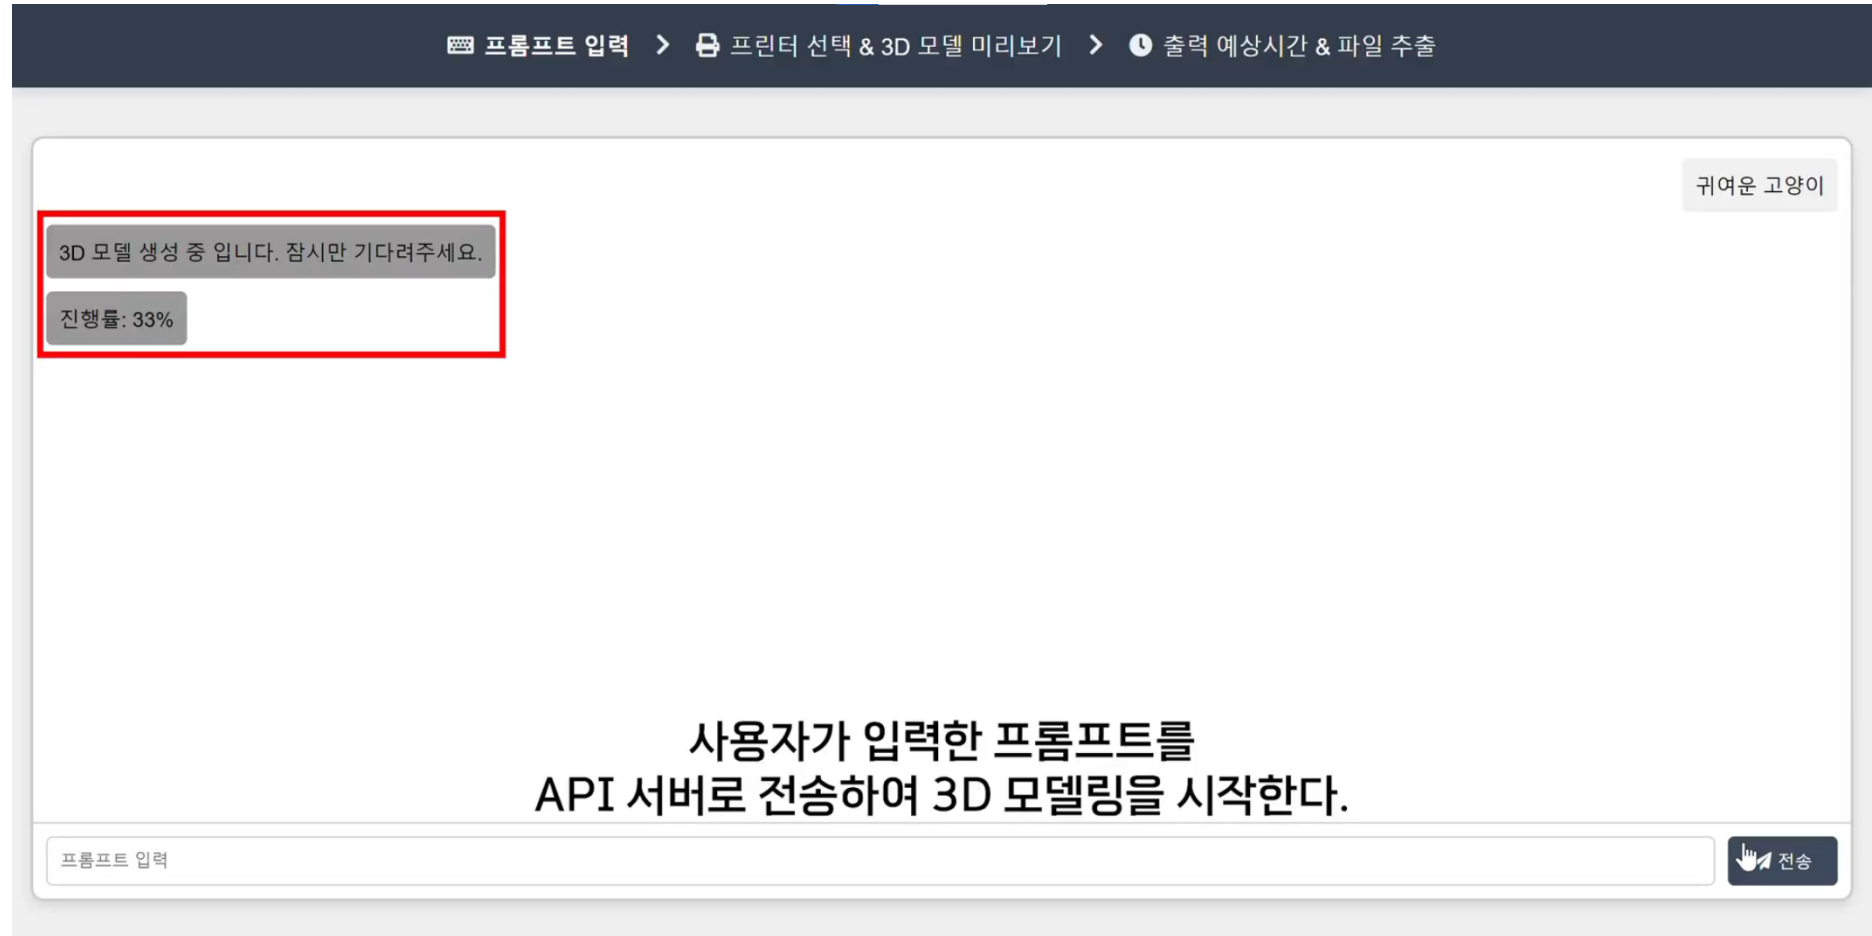 프롬프트 입력 > 프린터 선택 & 3D 모델 미리보기 > 출력 예상시간 & 파일 추출
귀여운 고양이
3D 모델 생성 중 입니다. 잠시만 기다려주세요.
진행률: 33%
사용자가 입력한 프롬프트를
API 서버로 전송하여 3D 모델링을 시작한다.
프롬프트 입력
전송